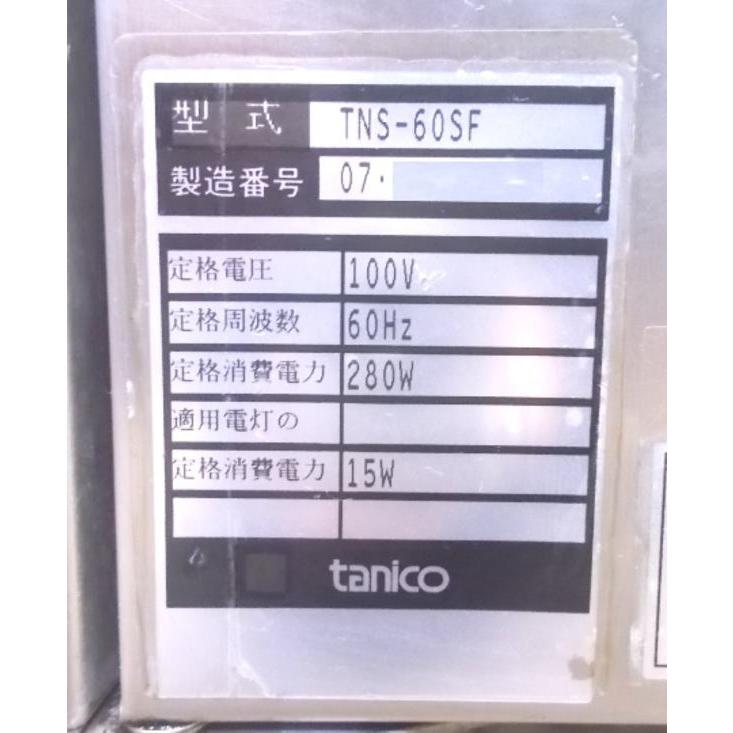 型 式 TNS-60SF
製造番号 07·
定格電圧 100V
定格周波数 60Hz
定格消費電力 280W
適用電灯の
定格消費電力 15W
tanico